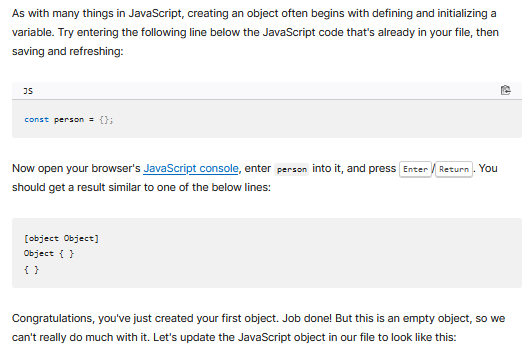 As with many things in JavaScript, creating an object often begins with defining and initializing a
variable. Try entering the following line below the JavaScript code that's already in your file, then
saving and refreshing:
JS
const person = {};
Now open your browser's JavaScript console, enter person into it, and press Enter / Return . You
should get a result similar to one of the below lines:
[object Object]
Object { }
{ }
Congratulations, you've just created your first object. Job done! But this is an empty object, so we
can't really do much with it. Let's update the JavaScript object in our file to look like this: